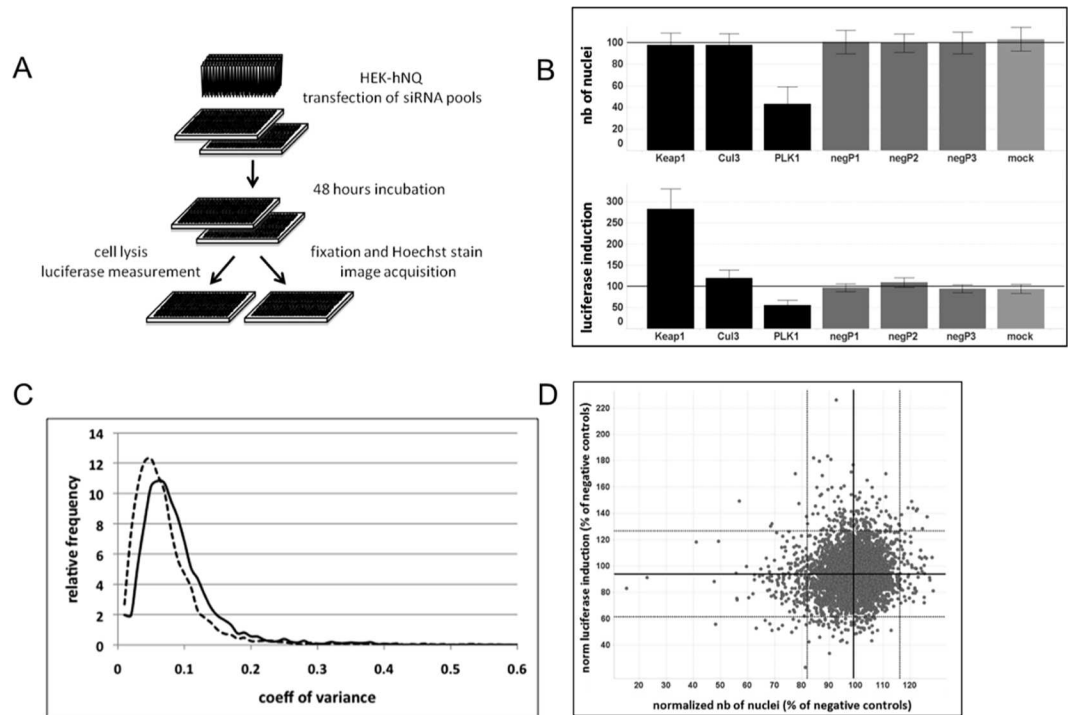 A
HEK-hNQ
transfection of siRNA pools
48 hours incubation
cell lysis
luciferase measurement
fixation and Hoechst stain
image acquisition
B
nb of nuclei
100
80
60
40
20
0
Keap1 Cul3 PLK1 negP1 negP2 negP3 mock
luciferase induction
300
250
200
150
100
50
0
Keap1 Cul3 PLK1 negP1 negP2 negP3 mock
C
relative frequency
14
12
10
8
6
4
2
0
0 0.1 0.2 0.3 0.4 0.5 0.6
coeff of variance
D
norm luciferase induction (% of negative controls)
220
200
180
160
140
120
100
80
60
40
20 30 40 50 60 70 80 90 100 110 120
normalized nb of nuclei (% of negative controls)